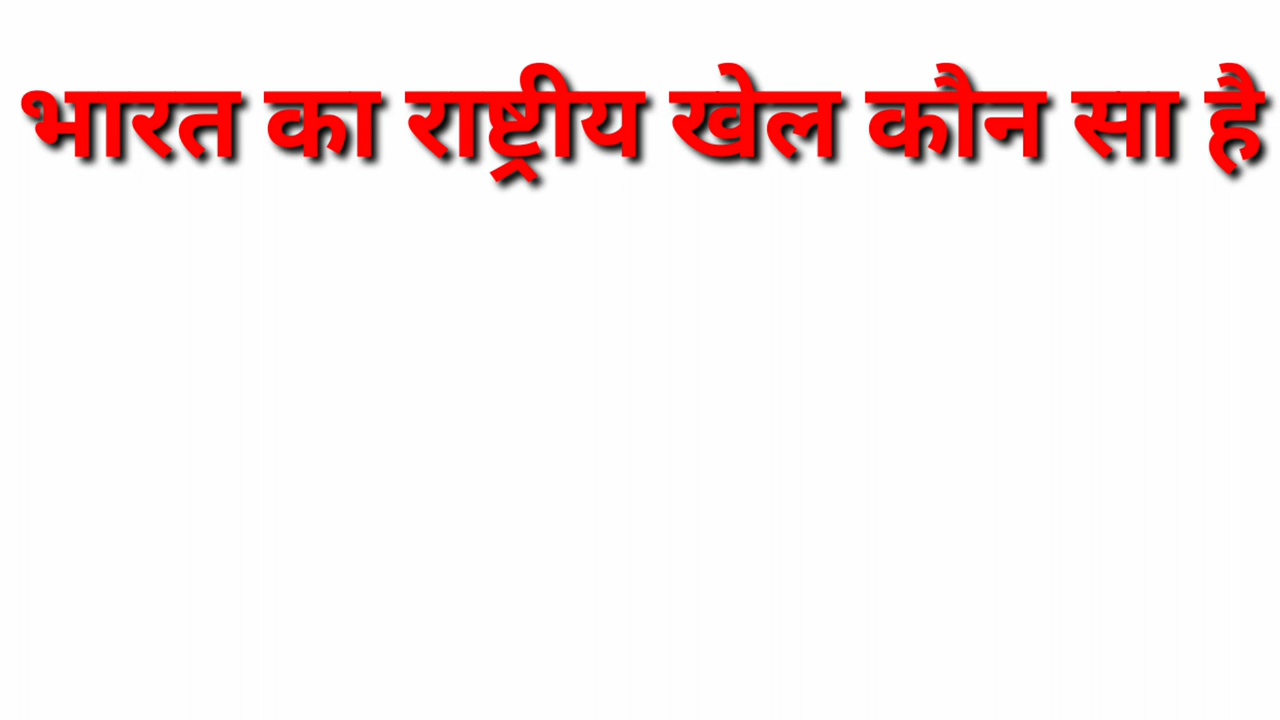 भारत का राष्ट्रीय खेल कौन सा है